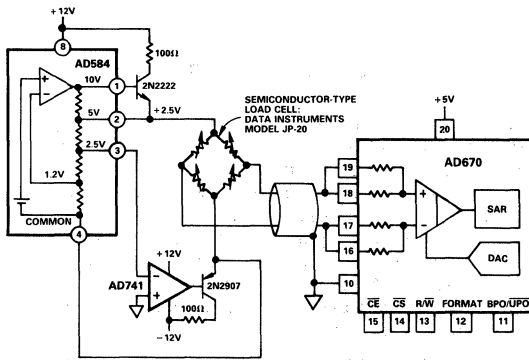 +12V
8
AD584
100Ω
10V
1
2N2222
5V
2
+2.5V
2.5V
3
1.2V
COMMON
4
SEMICONDUCTOR-TYPE
LOAD CELL:
DATA INSTRUMENTS
MODEL JP-20
+12V
AD741
2N2907
100Ω
-12V
+5V
20
AD670
19
18
17
16
10
SAR
DAC
CE CS R/W FORMAT BPO/UPO
15 14 13 12 11